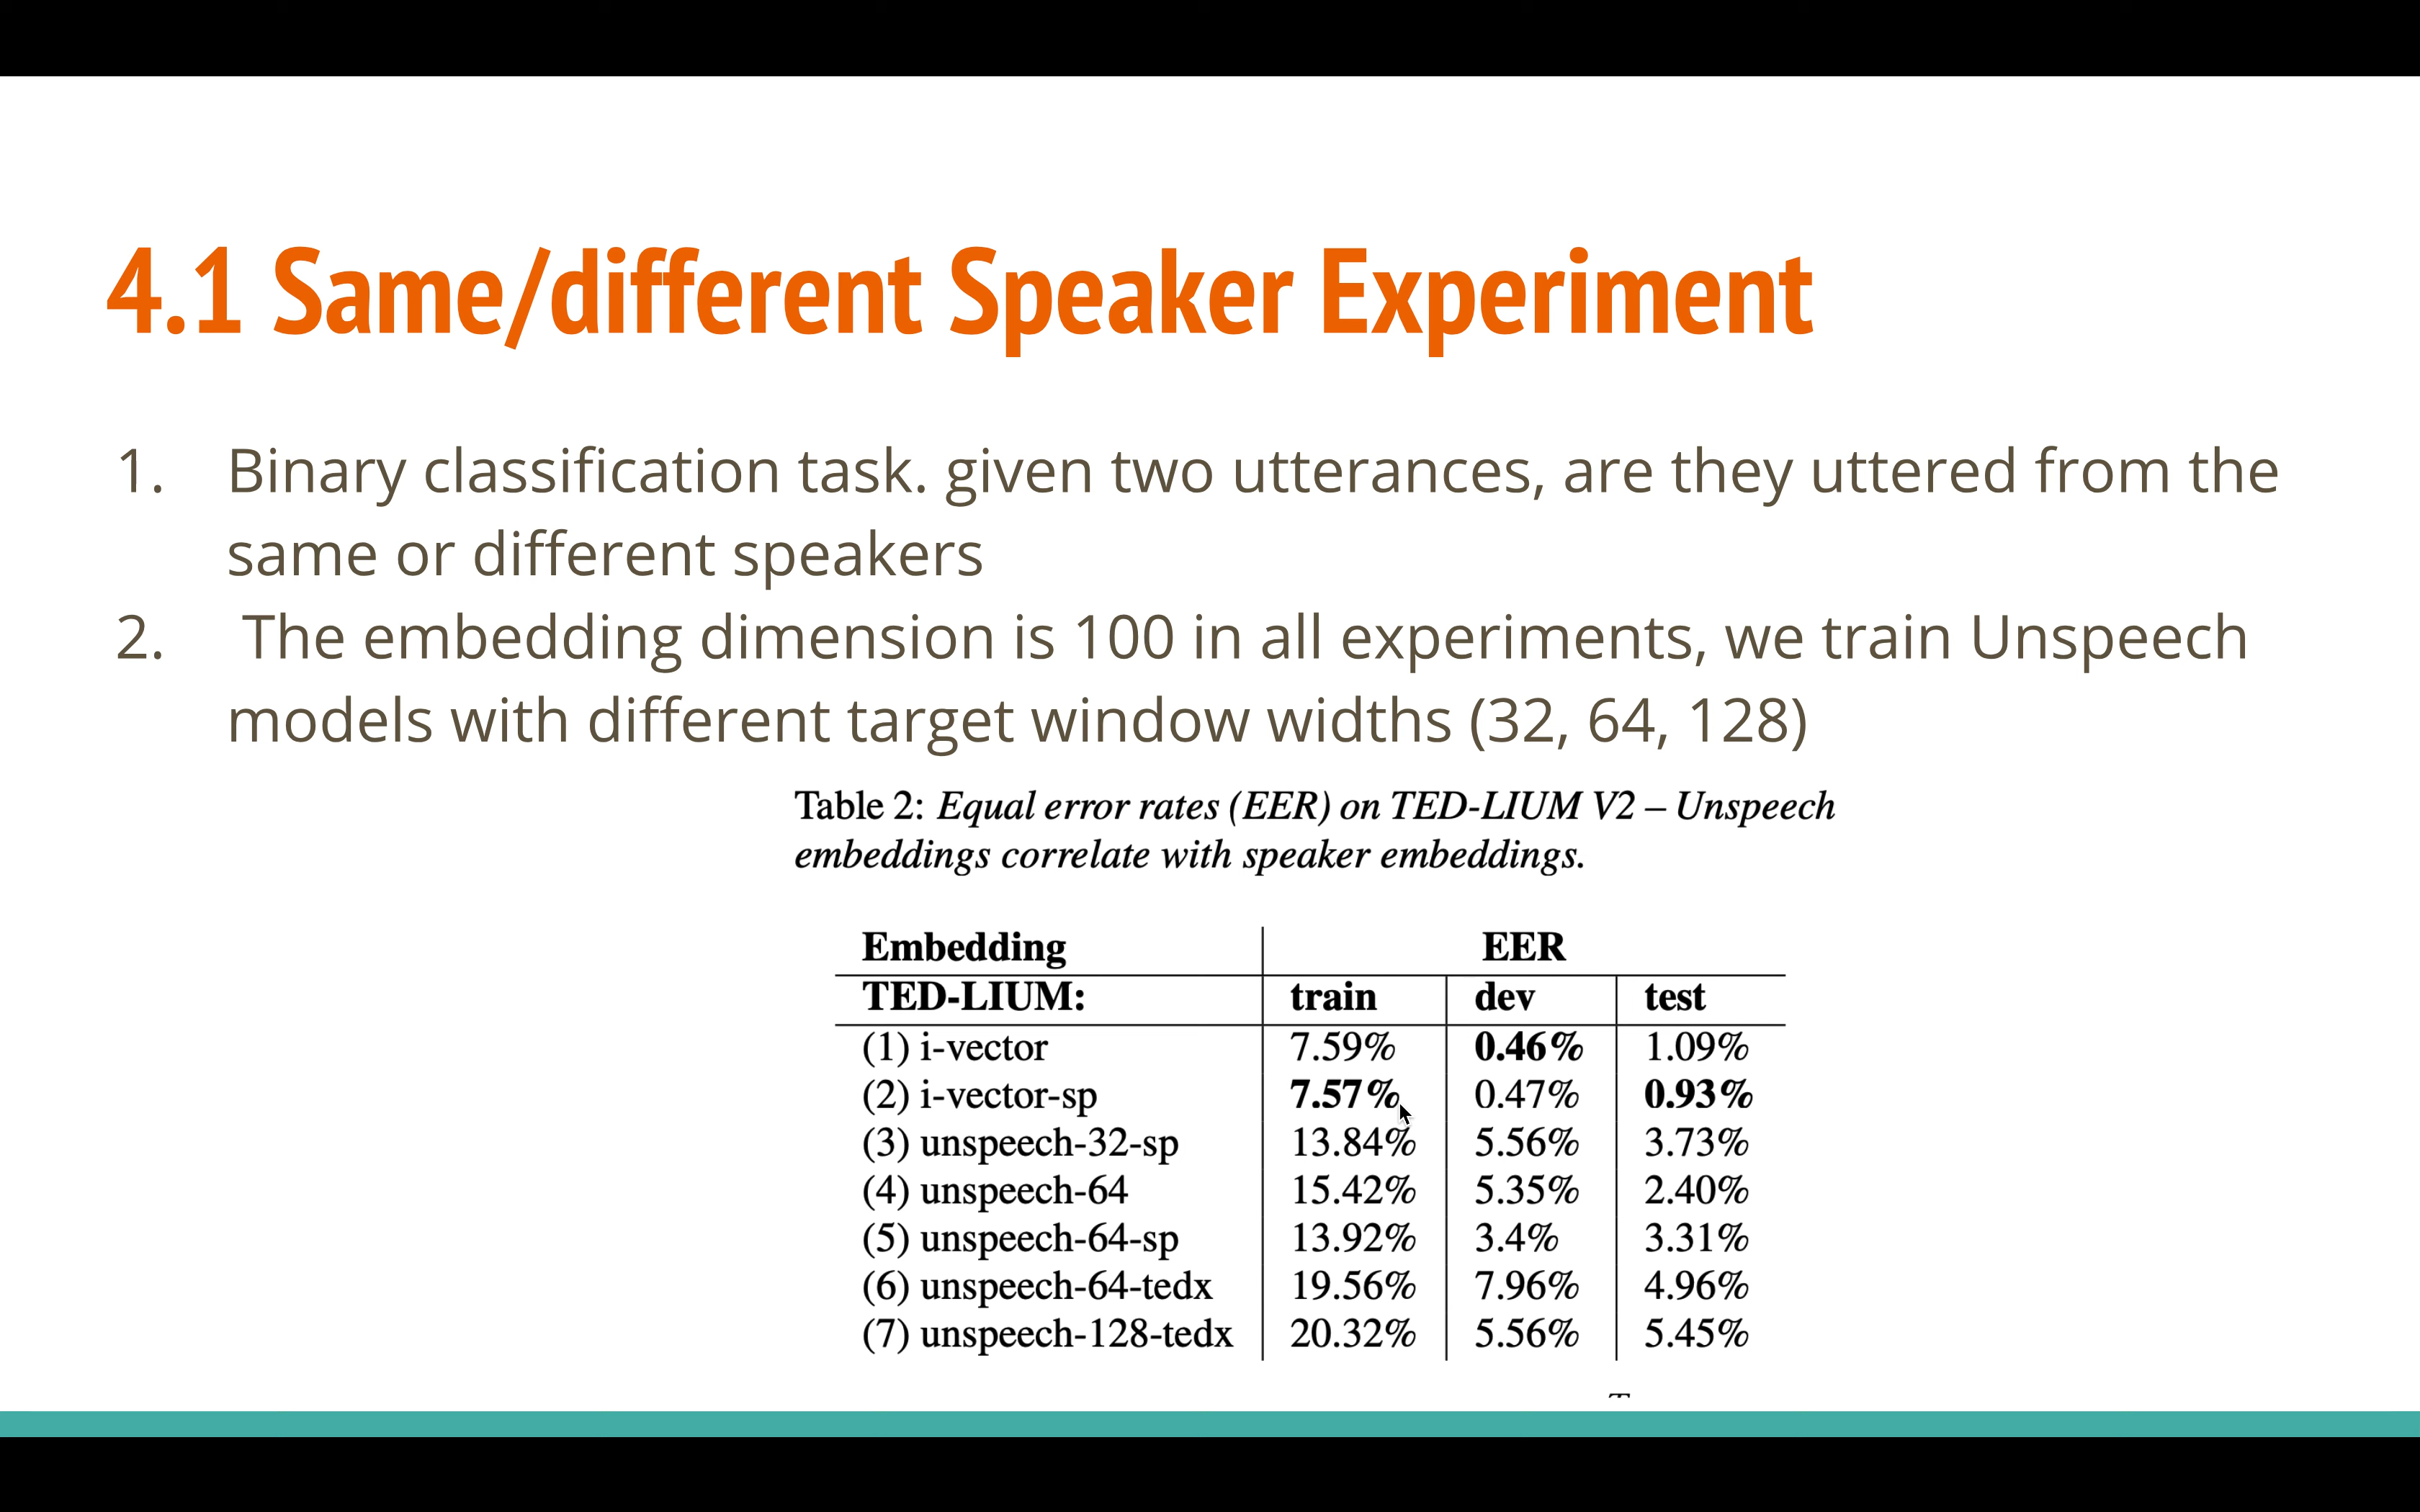 4.1 Same/different Speaker Experiment
1. Binary classification task. given two utterances, are they uttered from the
same or different speakers
2. The embedding dimension is 100 in all experiments, we train Unspeech
models with different target window widths (32, 64, 128)
Table 2: Equal error rates (EER) on TED-LIUM V2 – Unspeech
embeddings correlate with speaker embeddings.
Embedding EER
TED-LIUM: train dev test
(1) i-vector 7.59% 0.46% 1.09%
(2) i-vector-sp 7.57% 0.47% 0.93%
(3) unspeech-32-sp 13.84% 5.56% 3.73%
(4) unspeech-64 15.42% 5.35% 2.40%
(5) unspeech-64-sp 13.92% 3.4% 3.31%
(6) unspeech-64-tedx 19.56% 7.96% 4.96%
(7) unspeech-128-tedx 20.32% 5.56% 5.45%